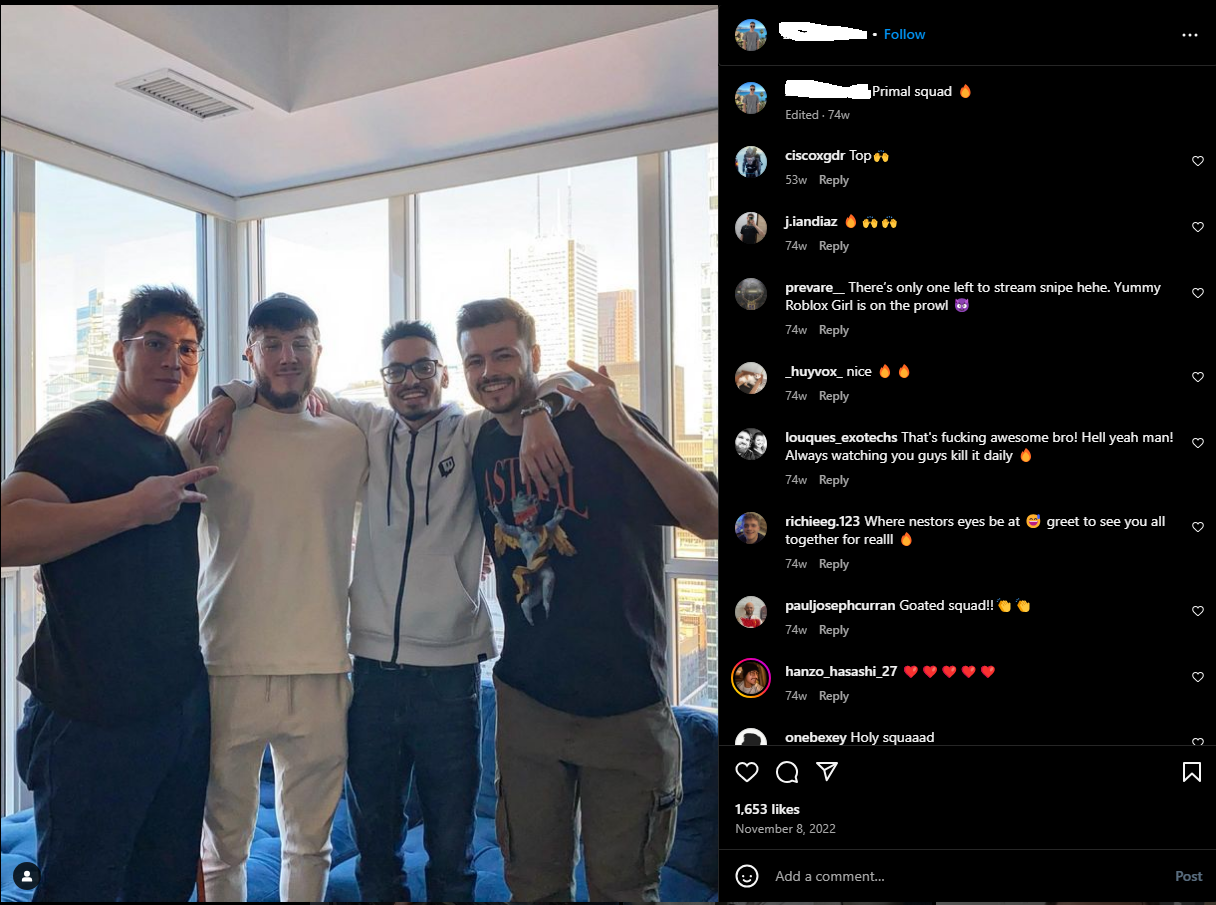 ASTRAL
• Follow
Primal squad 🔥
Edited · 74w
ciscoxgdr Top🙌
53w Reply
j.iandiaz 🔥 🙌 🙌
74w Reply
prevare__ There's only one left to stream snipe hehe. Yummy
Roblox Girl is on the prowl 😈
74w Reply
_huyvox_ nice 🔥 🔥
74w Reply
louques_exotechs That's fucking awesome bro! Hell yeah man!
Always watching you guys kill it daily 🔥
74w Reply
richieeg.123 Where nestors eyes be at 😅 greet to see you all
together for realll 🔥
74w Reply
pauljosephcurran Goated squad!!👏 👏
74w Reply
hanzo_hasashi_27 ❤️ ❤️ ❤️ ❤️ ❤️
74w Reply
onebexey Holy squaaad
1,653 likes
November 8, 2022
Add a comment...
Post